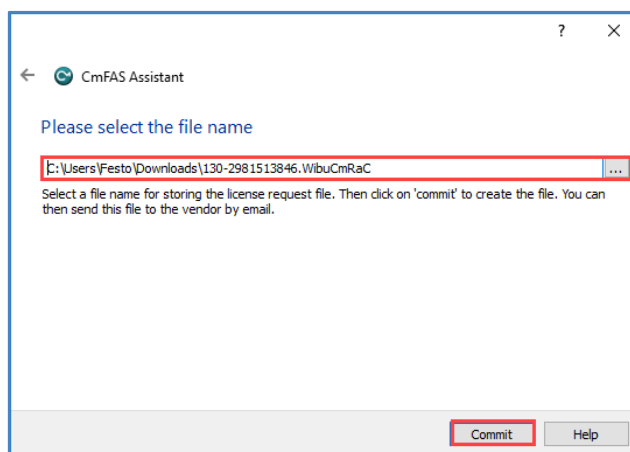 ?
CmFAS Assistant
Please select the file name
C:\Users\Festo\Downloads\130-2981513846.WibuCmRaC
...
Select a file name for storing the license request file. Then click on 'commit' to create the file. You can
then send this file to the vendor by email.
Commit Help